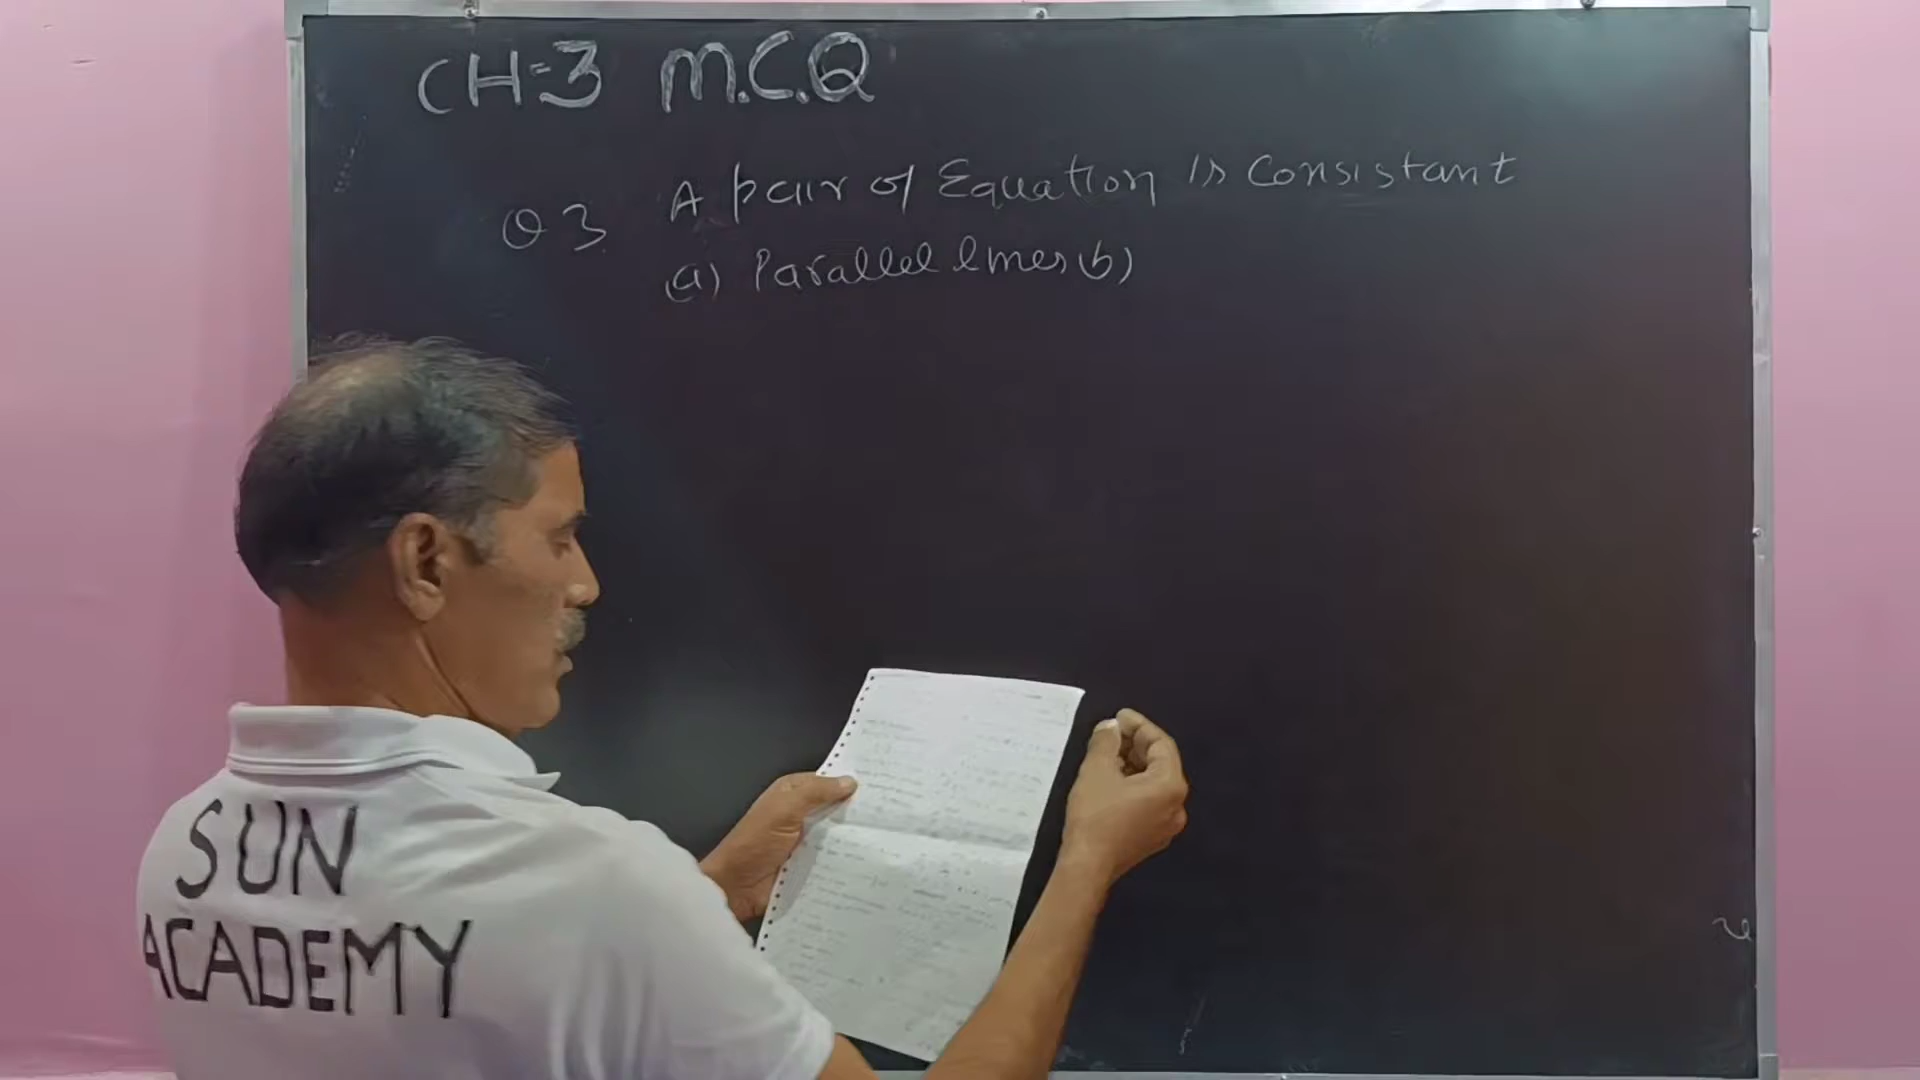 CH-3 M.C.Q
Q3 A pair of Equation is Consistant
(a) Parallel lines (b)
SUN
ACADEMY